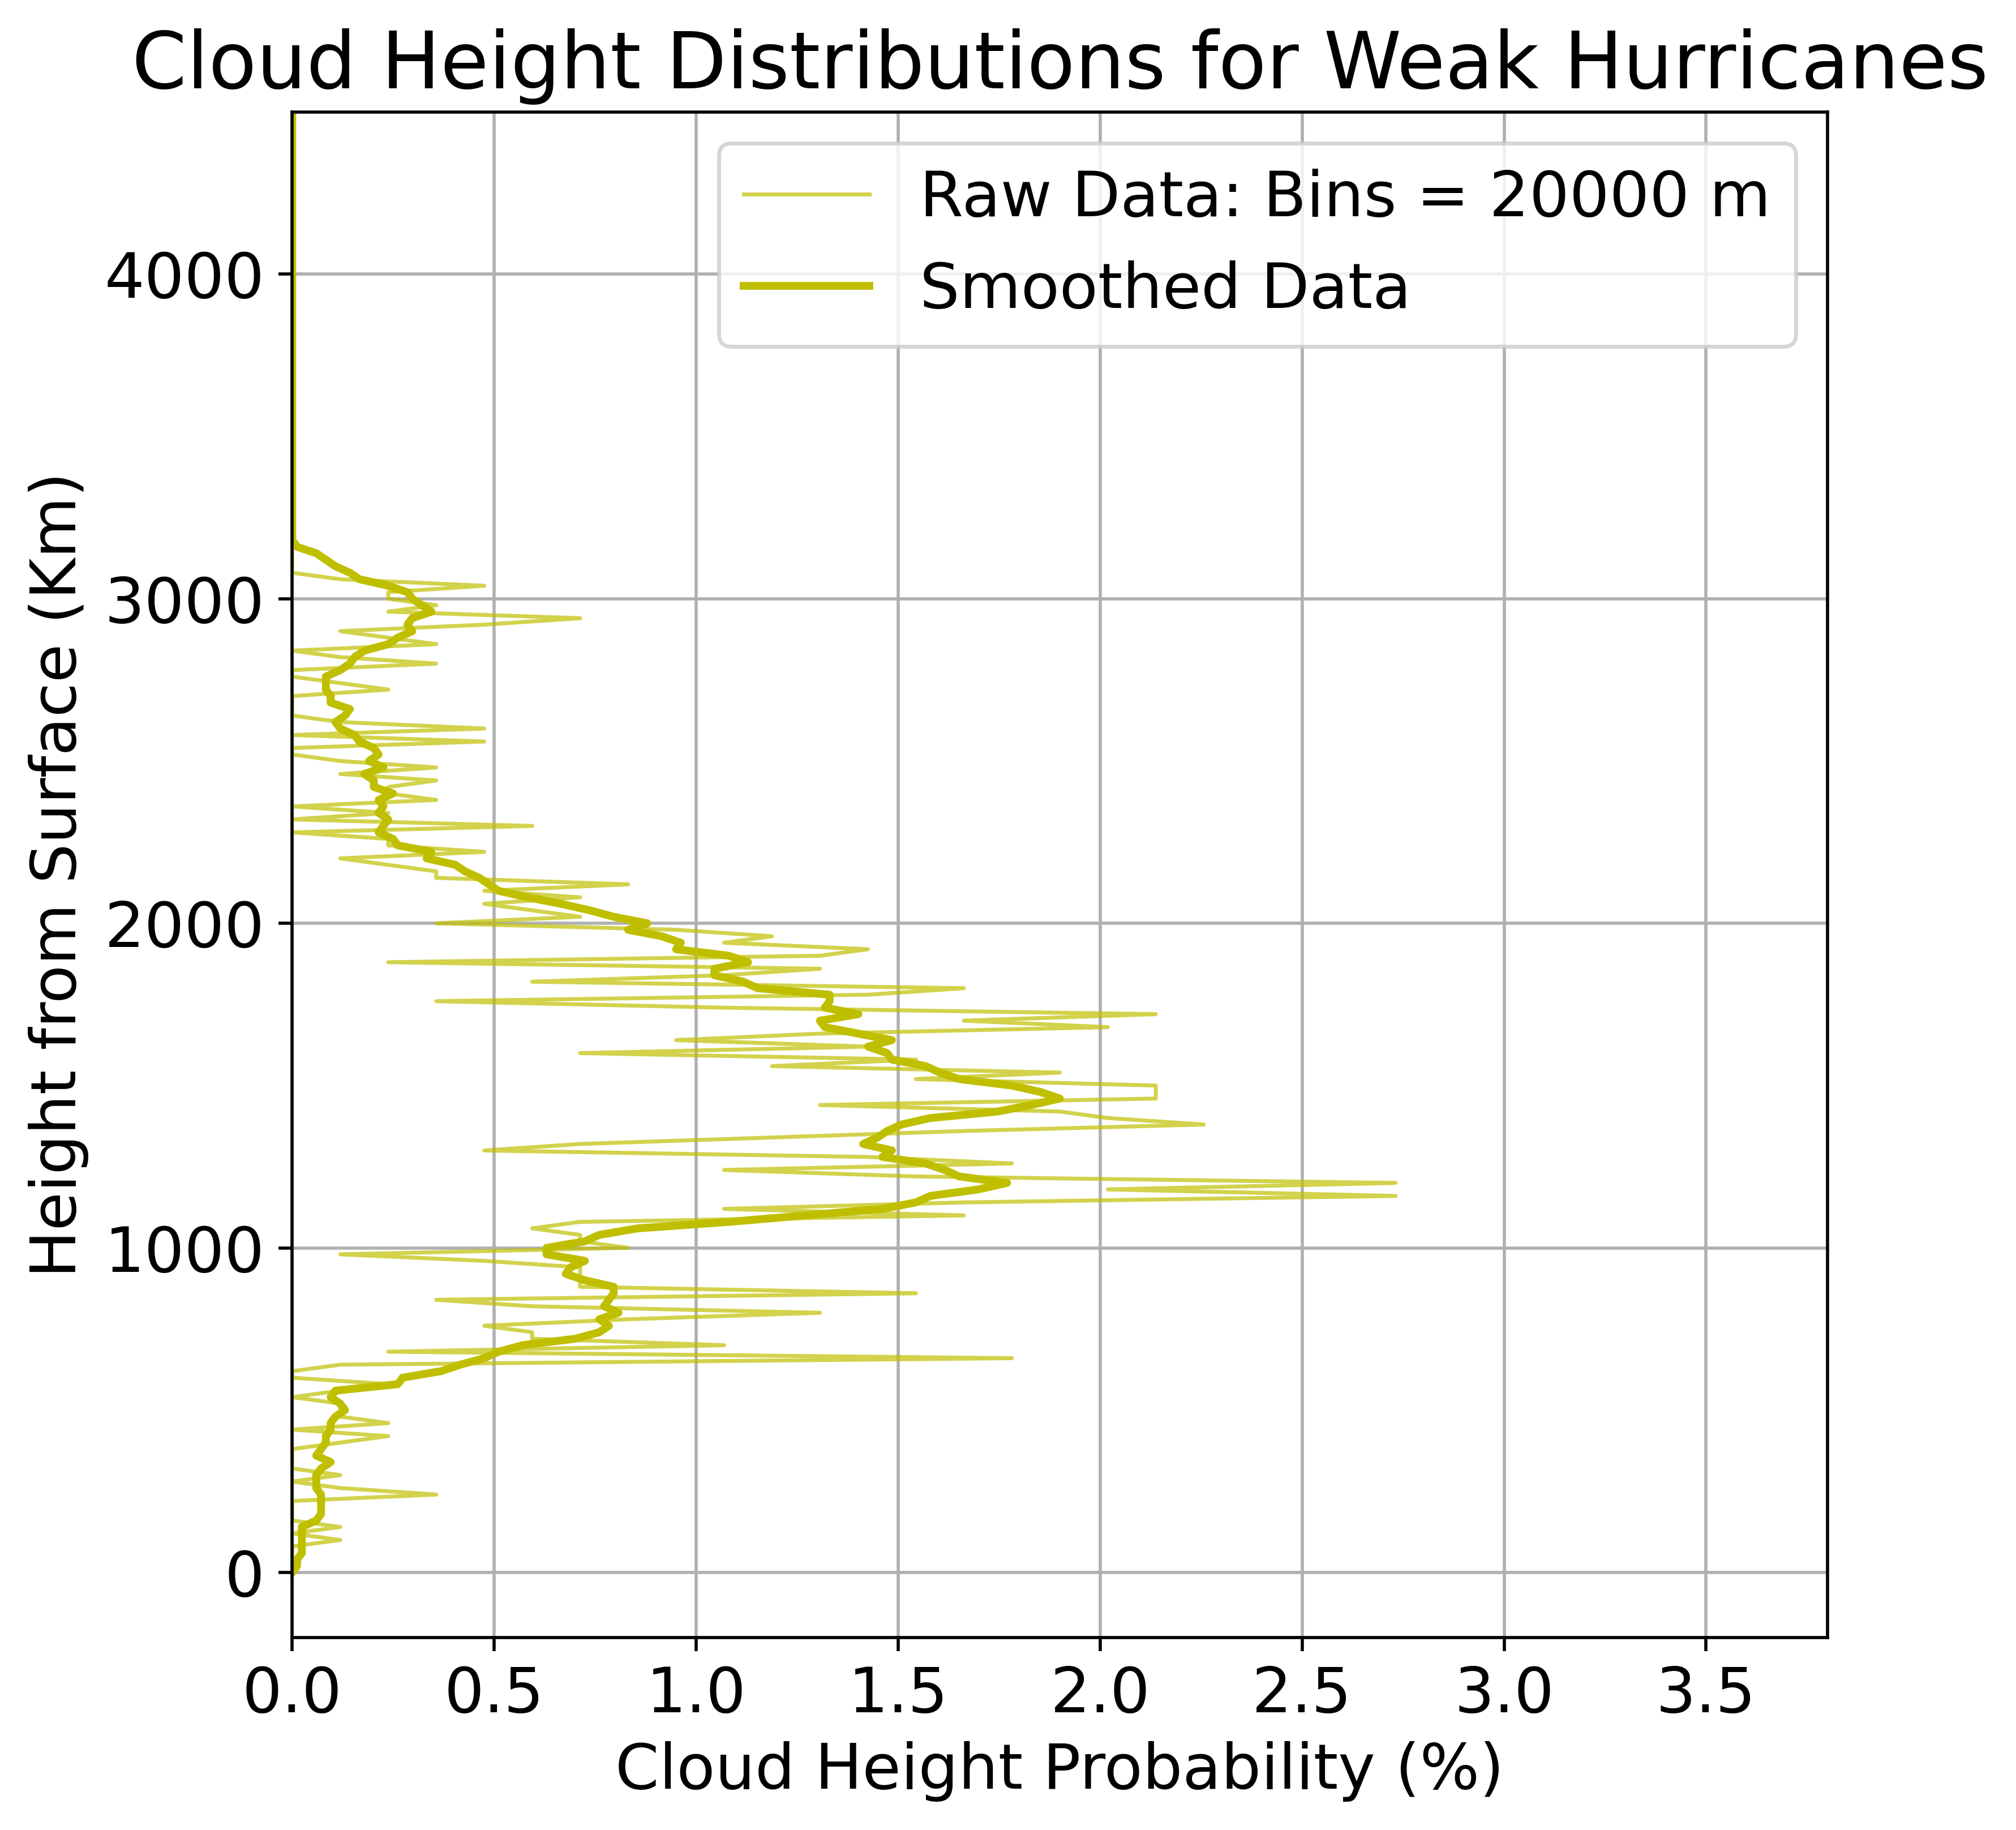 Cloud Height Distributions for Weak Hurricanes
Raw Data: Bins = 20000 m
Smoothed Data
Height from Surface (Km)
4000
3000
2000
1000
0
0.0 0.5 1.0 1.5 2.0 2.5 3.0 3.5
Cloud Height Probability (%)